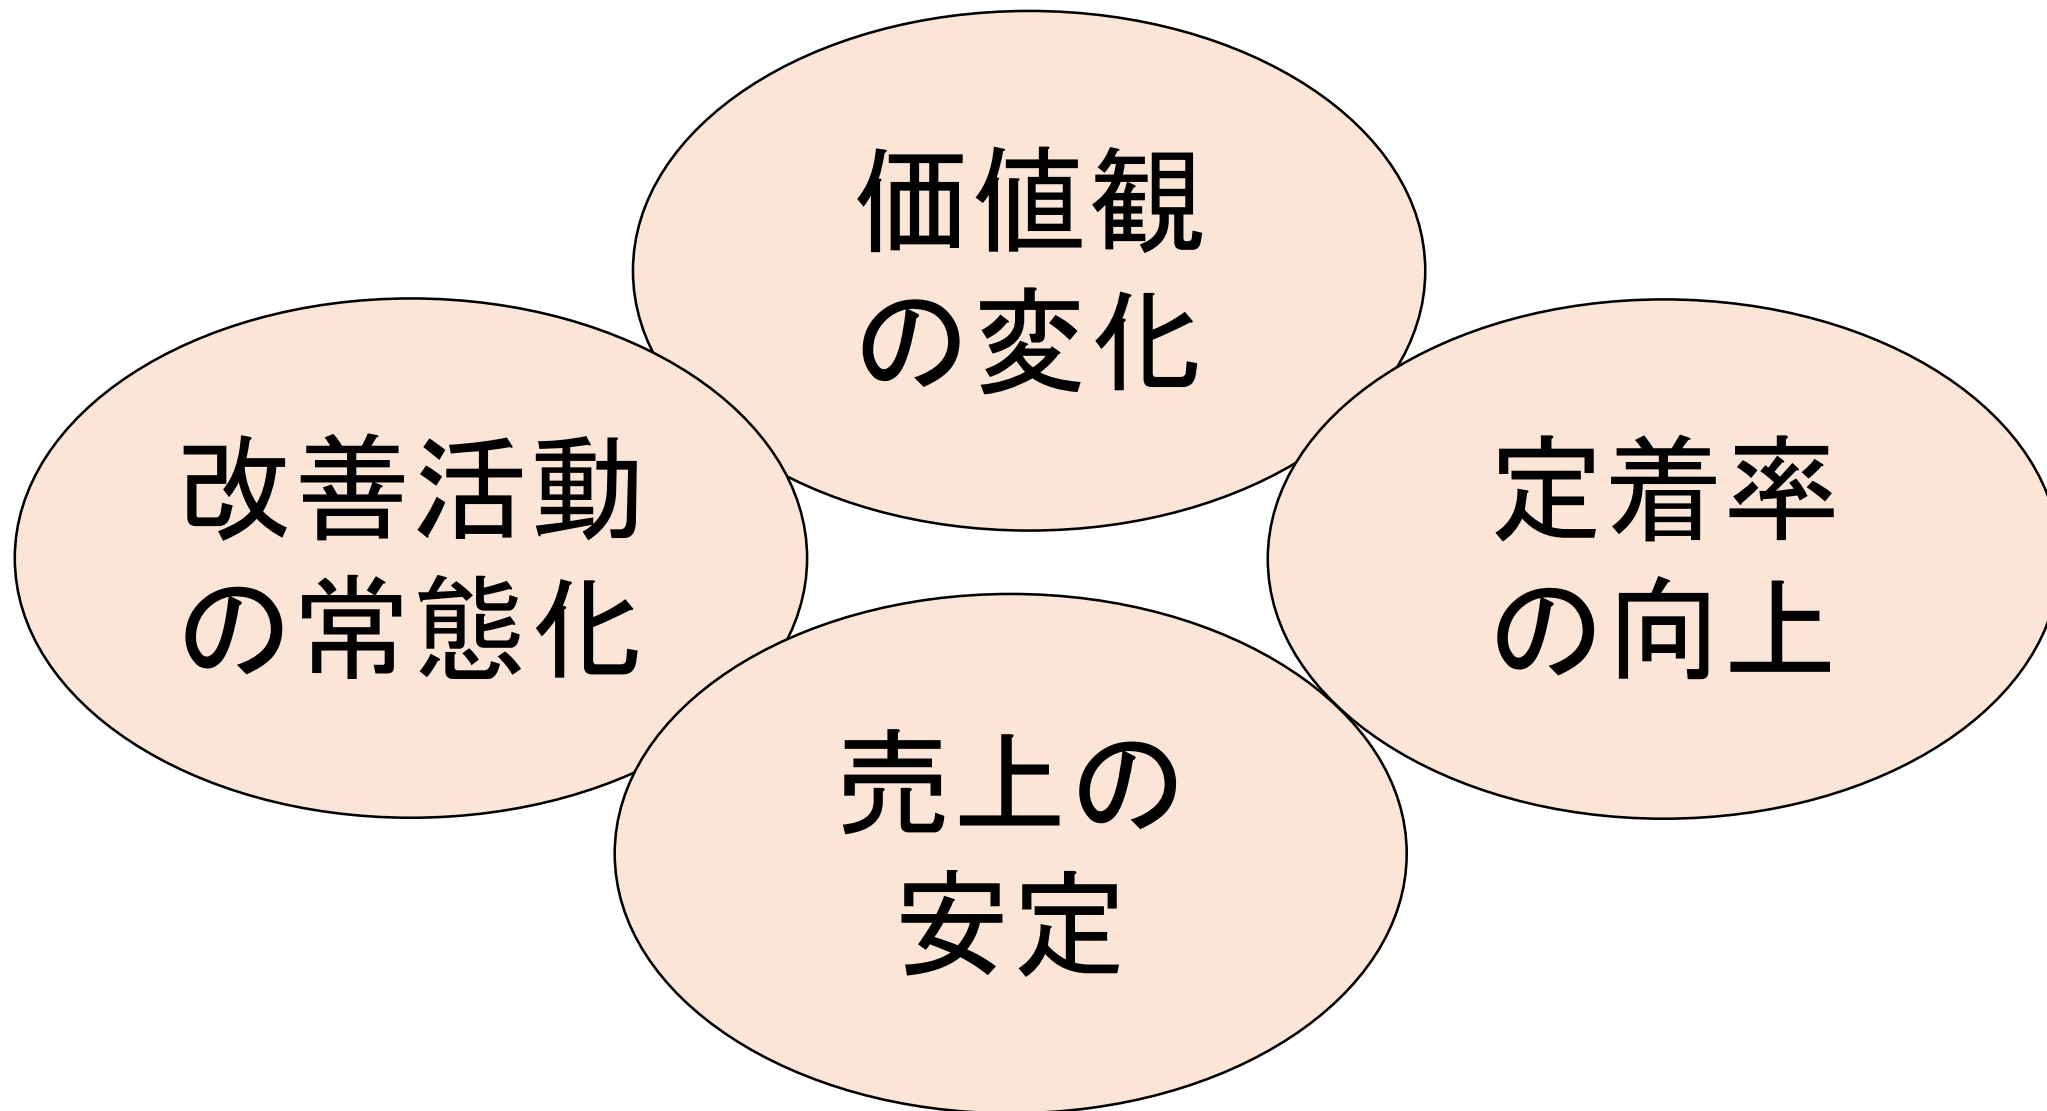 価値観
の変化
改善活動
の常態化
定着率
の向上
売上の
安定